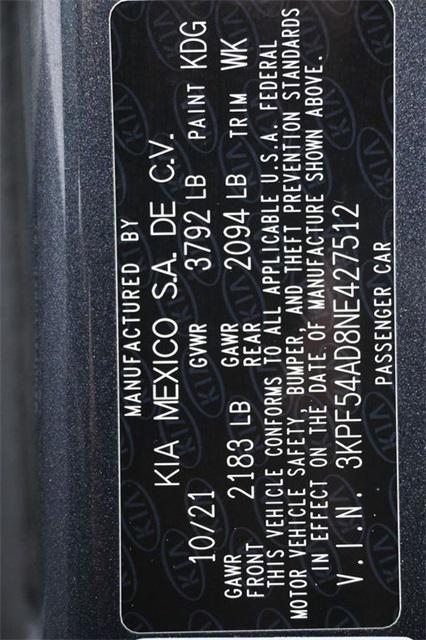 MANUFACTURED BY
KIA MEXICO S.A. DE C.V.
10/21 GVWR 3792 LB PAINT KDG
GAWR FRONT 2183 LB GAWR REAR 2094 LB TRIM WK
THIS VEHICLE CONFORMS TO ALL APPLICABLE U.S.A. FEDERAL
MOTOR VEHICLE SAFETY, BUMPER, AND THEFT PREVENTION STANDARDS
IN EFFECT ON THE DATE OF MANUFACTURE SHOWN ABOVE.
V.I.N. 3KPF54AD8NE427512
PASSENGER CAR